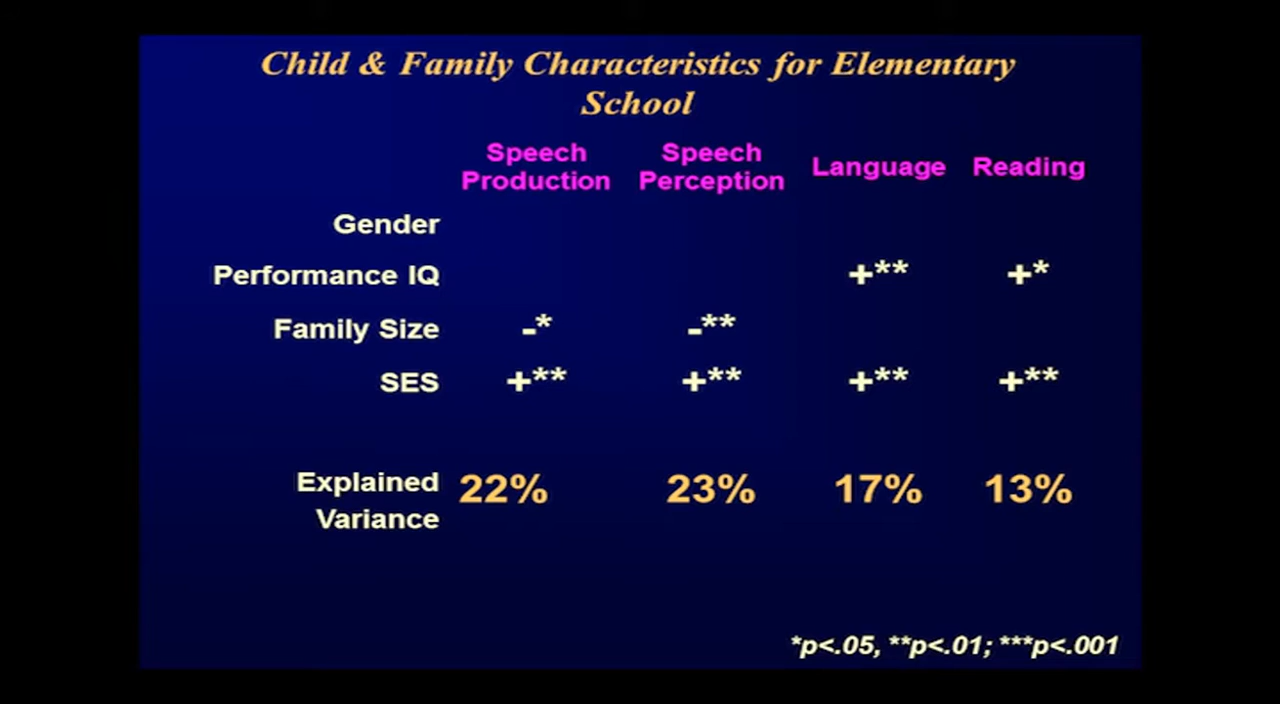 Child & Family Characteristics for Elementary
School
Speech Production Speech Perception Language Reading
Gender
Performance IQ +** +*
Family Size -* -**
SES +** +** +** +**
Explained Variance 22% 23% 17% 13%
*p<.05, **p<.01; ***p<.001